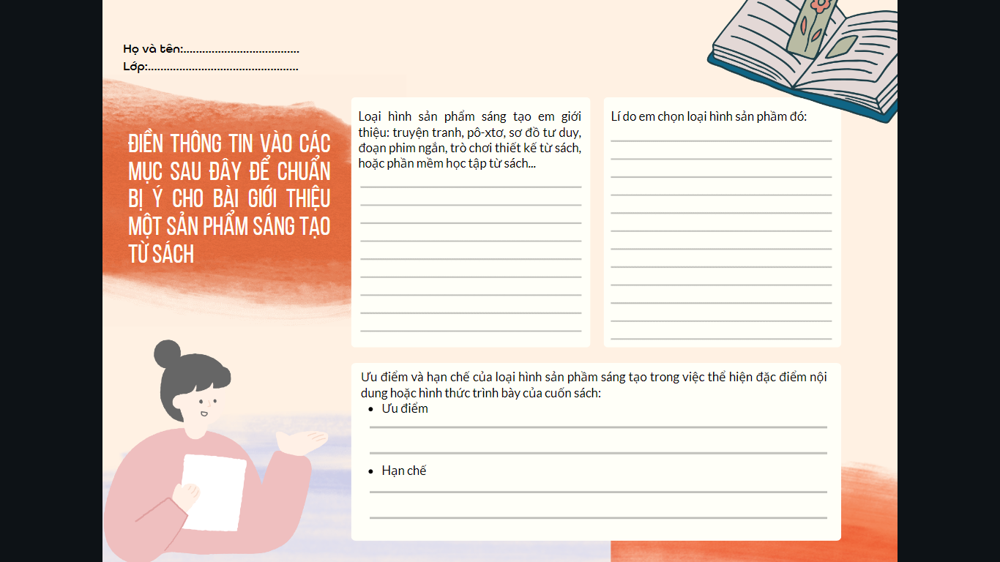 Họ và tên:.....................................
Lớp:................................................
ĐIỀN THÔNG TIN VÀO CÁC
MỤC SAU ĐÂY ĐỂ CHUẨN
BỊ Ý CHO BÀI GIỚI THIỆU
MỘT SẢN PHẨM SÁNG TẠO
TỪ SÁCH
Loại hình sản phẩm sáng tạo em giới
thiệu: truyện tranh, pô-xtơ, sơ đồ tư duy,
đoạn phim ngắn, trò chơi thiết kế từ sách,
hoặc phần mềm học tập từ sách...
Lí do em chọn loại hình sản phầm đó:
Ưu điểm và hạn chế của loại hình sản phầm sáng tạo trong việc thể hiện đặc điểm nội
dung hoặc hình thức trình bày của cuốn sách:
• Ưu điểm
• Hạn chế